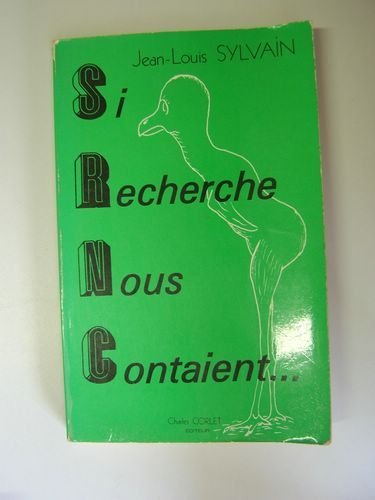 Jean-Louis SYLVAIN
Si
Recherche
Nous
Contaient...
Charles CORLET
EDITEUR